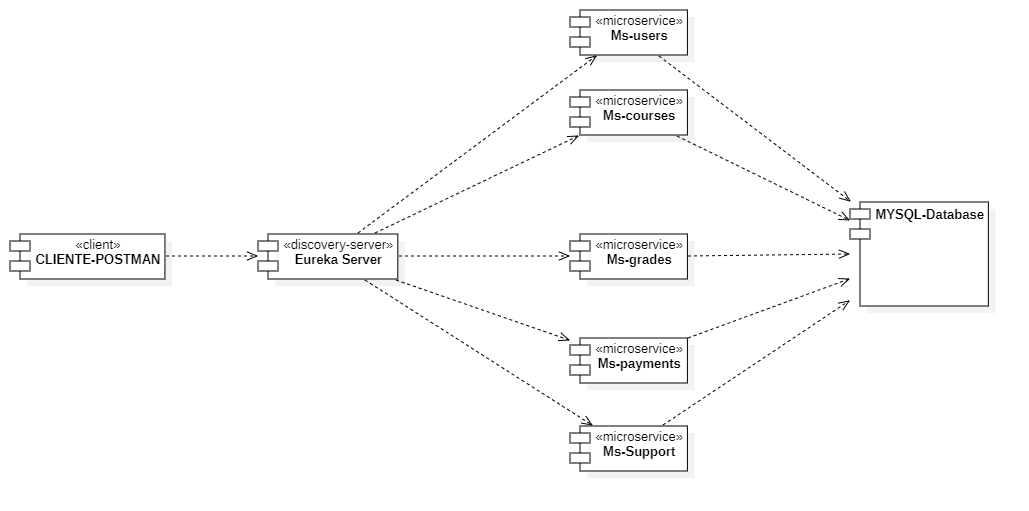 «microservice»
Ms-users
«microservice»
Ms-courses
MYSQL-Database
«client»
CLIENTE-POSTMAN
«discovery-server»
Eureka Server
«microservice»
Ms-grades
«microservice»
Ms-payments
«microservice»
Ms-Support